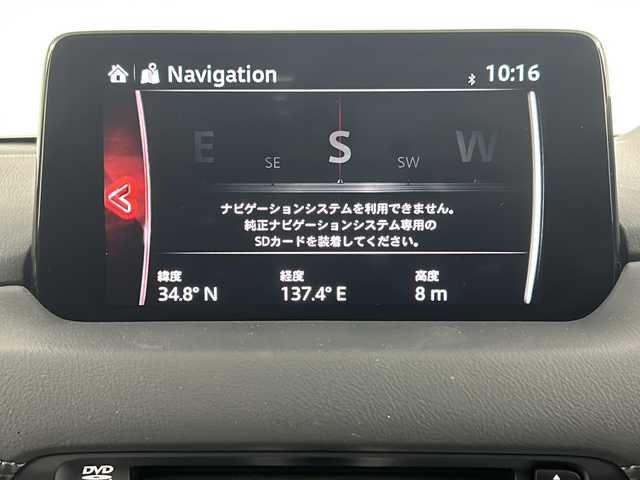 Navigation 10:16
E SE S SW W
ナビゲーションシステムを利用できません。
純正ナビゲーションシステム専用の
SDカードを装着してください。
緯度 経度 高度
34.8° N 137.4° E 8 m
DVD